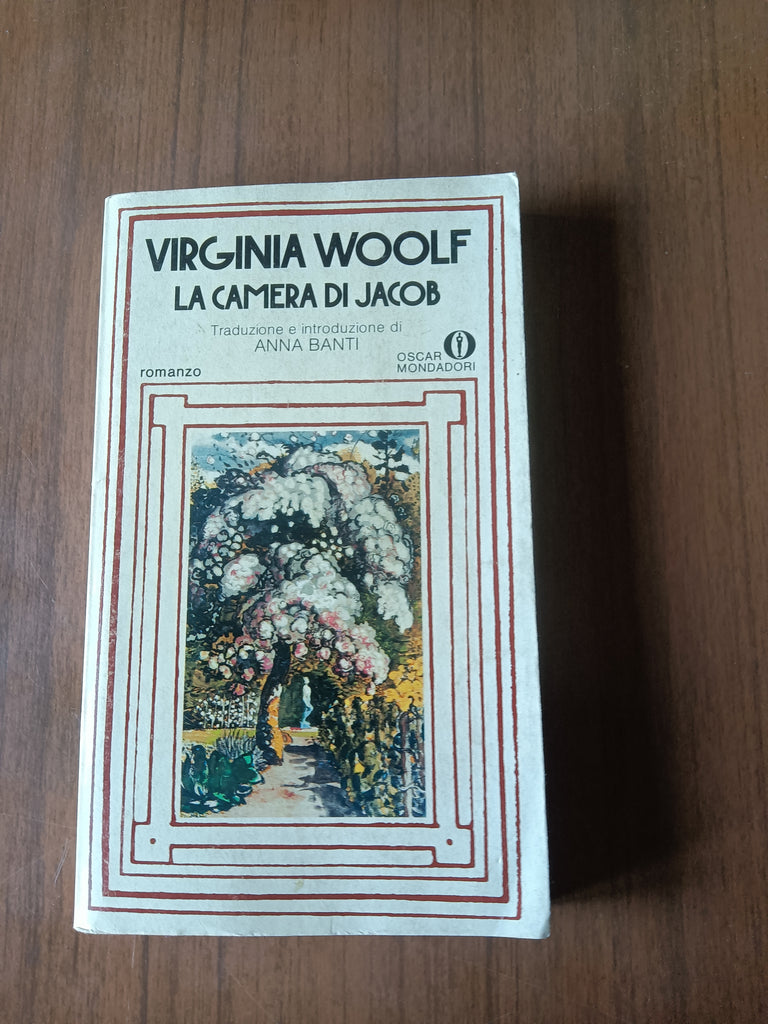 VIRGINIA WOOLF
LA CAMERA DI JACOB
Traduzione e introduzione di
ANNA BANTI
romanzo
OSCAR
MONDADORI